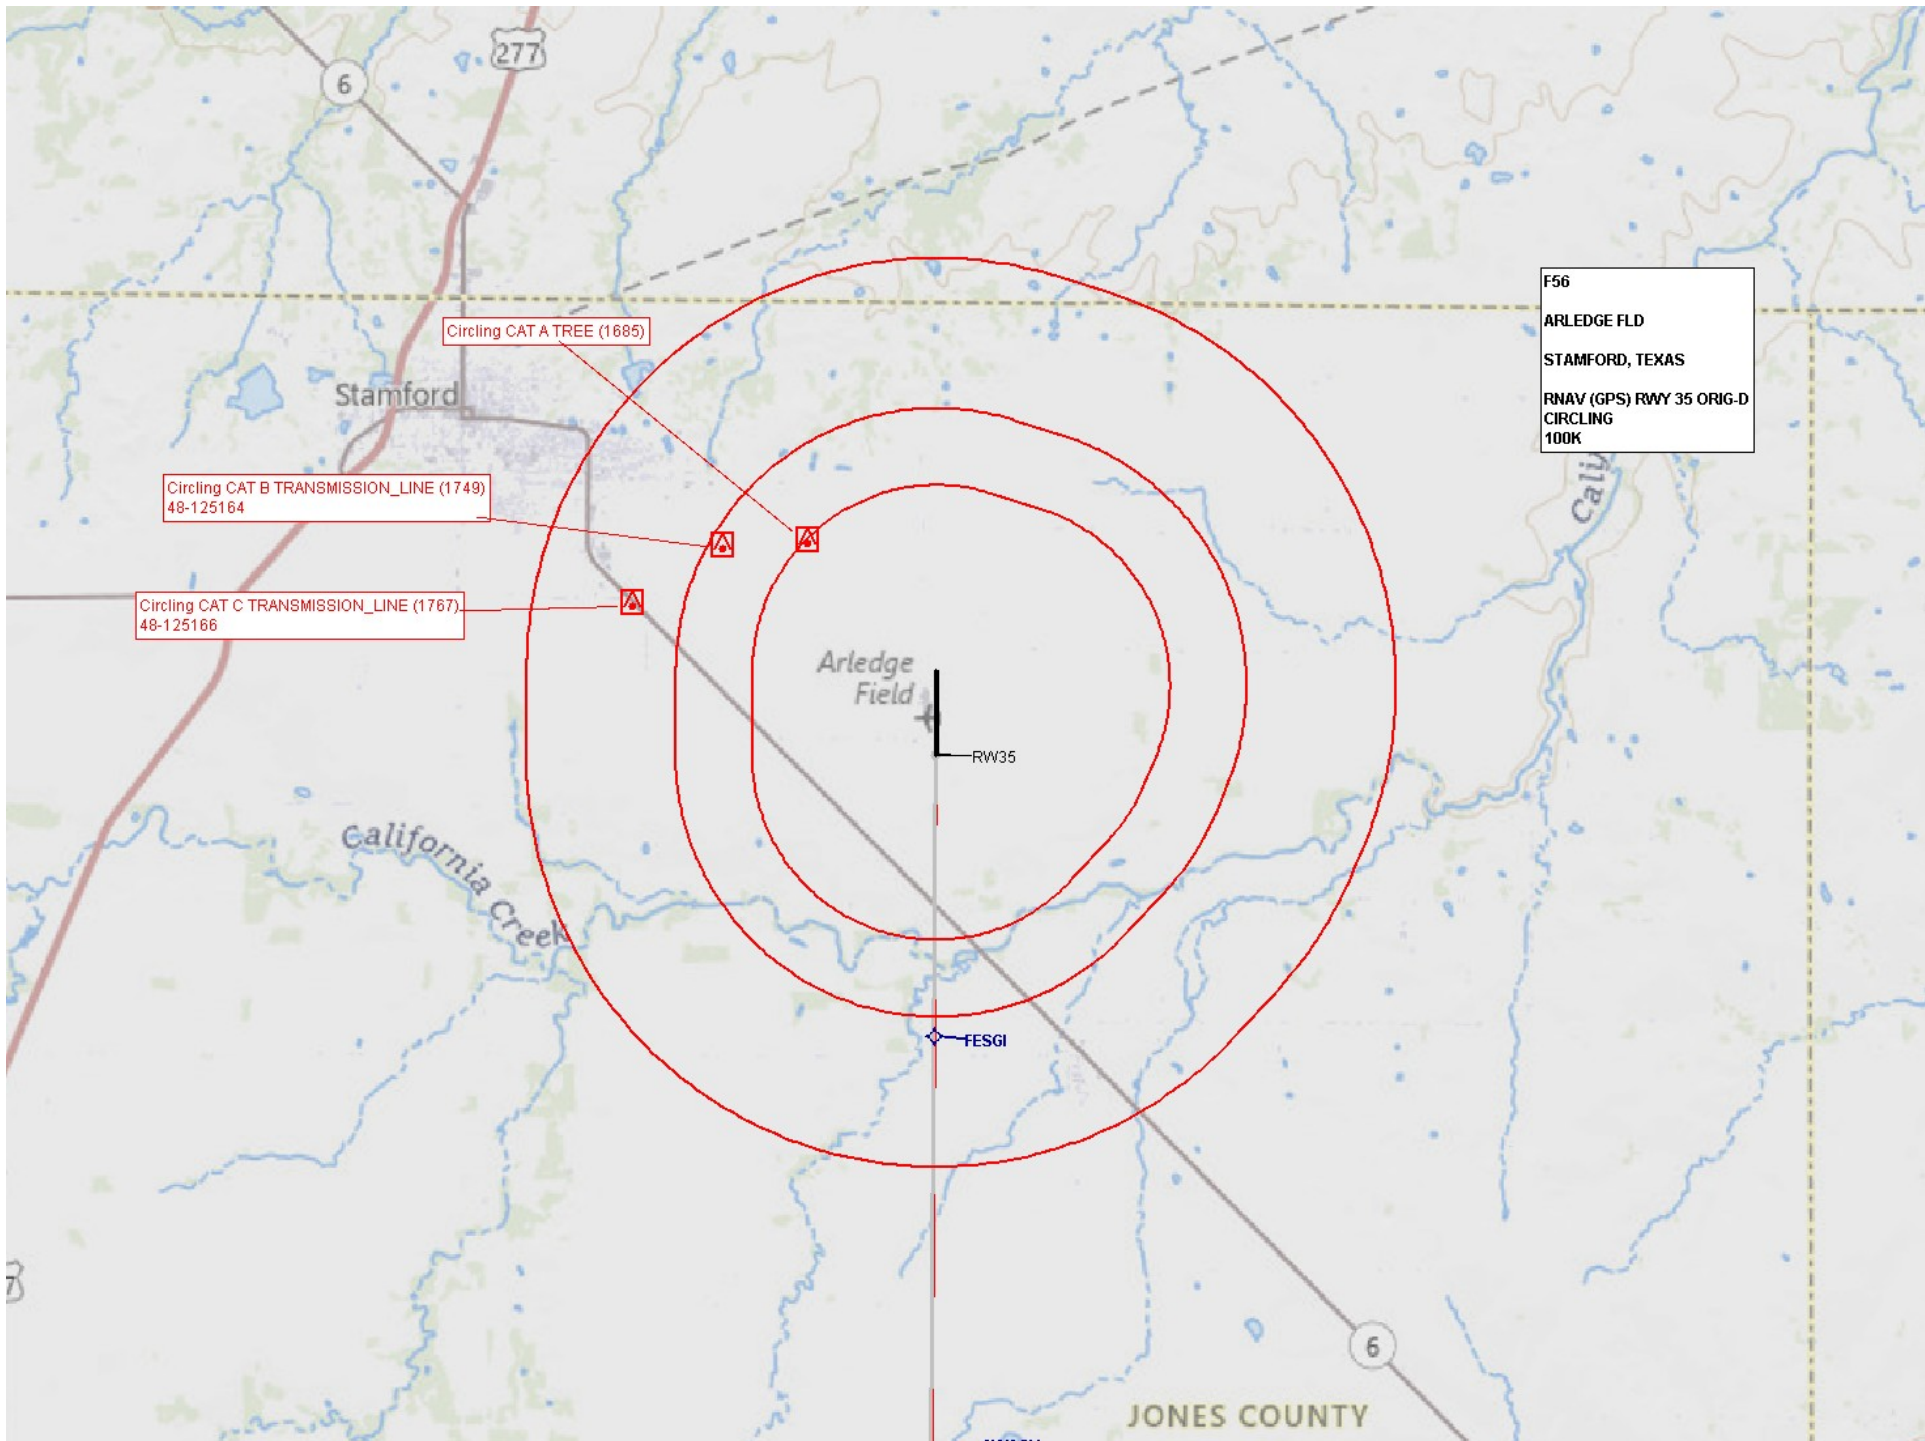 277
6
F56
ARLEDGE FLD
STAMFORD, TEXAS
RNAV (GPS) RWY 35 ORIG-D
CIRCLING
100K
Circling CAT A TREE (1685)
Stamford
Circling CAT B TRANSMISSION_LINE (1749)
48-125164
Circling CAT C TRANSMISSION_LINE (1767)
48-125166
Arledge
Field
RW35
California Creek
FESGI
6
JONES COUNTY